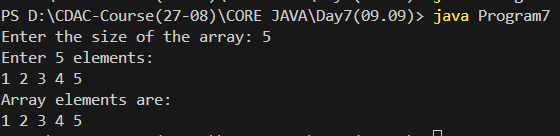 PS D:\CDAC-Course(27-08)\CORE JAVA\Day7(09.09)> java Program7
Enter the size of the array: 5
Enter 5 elements:
1 2 3 4 5
Array elements are:
1 2 3 4 5